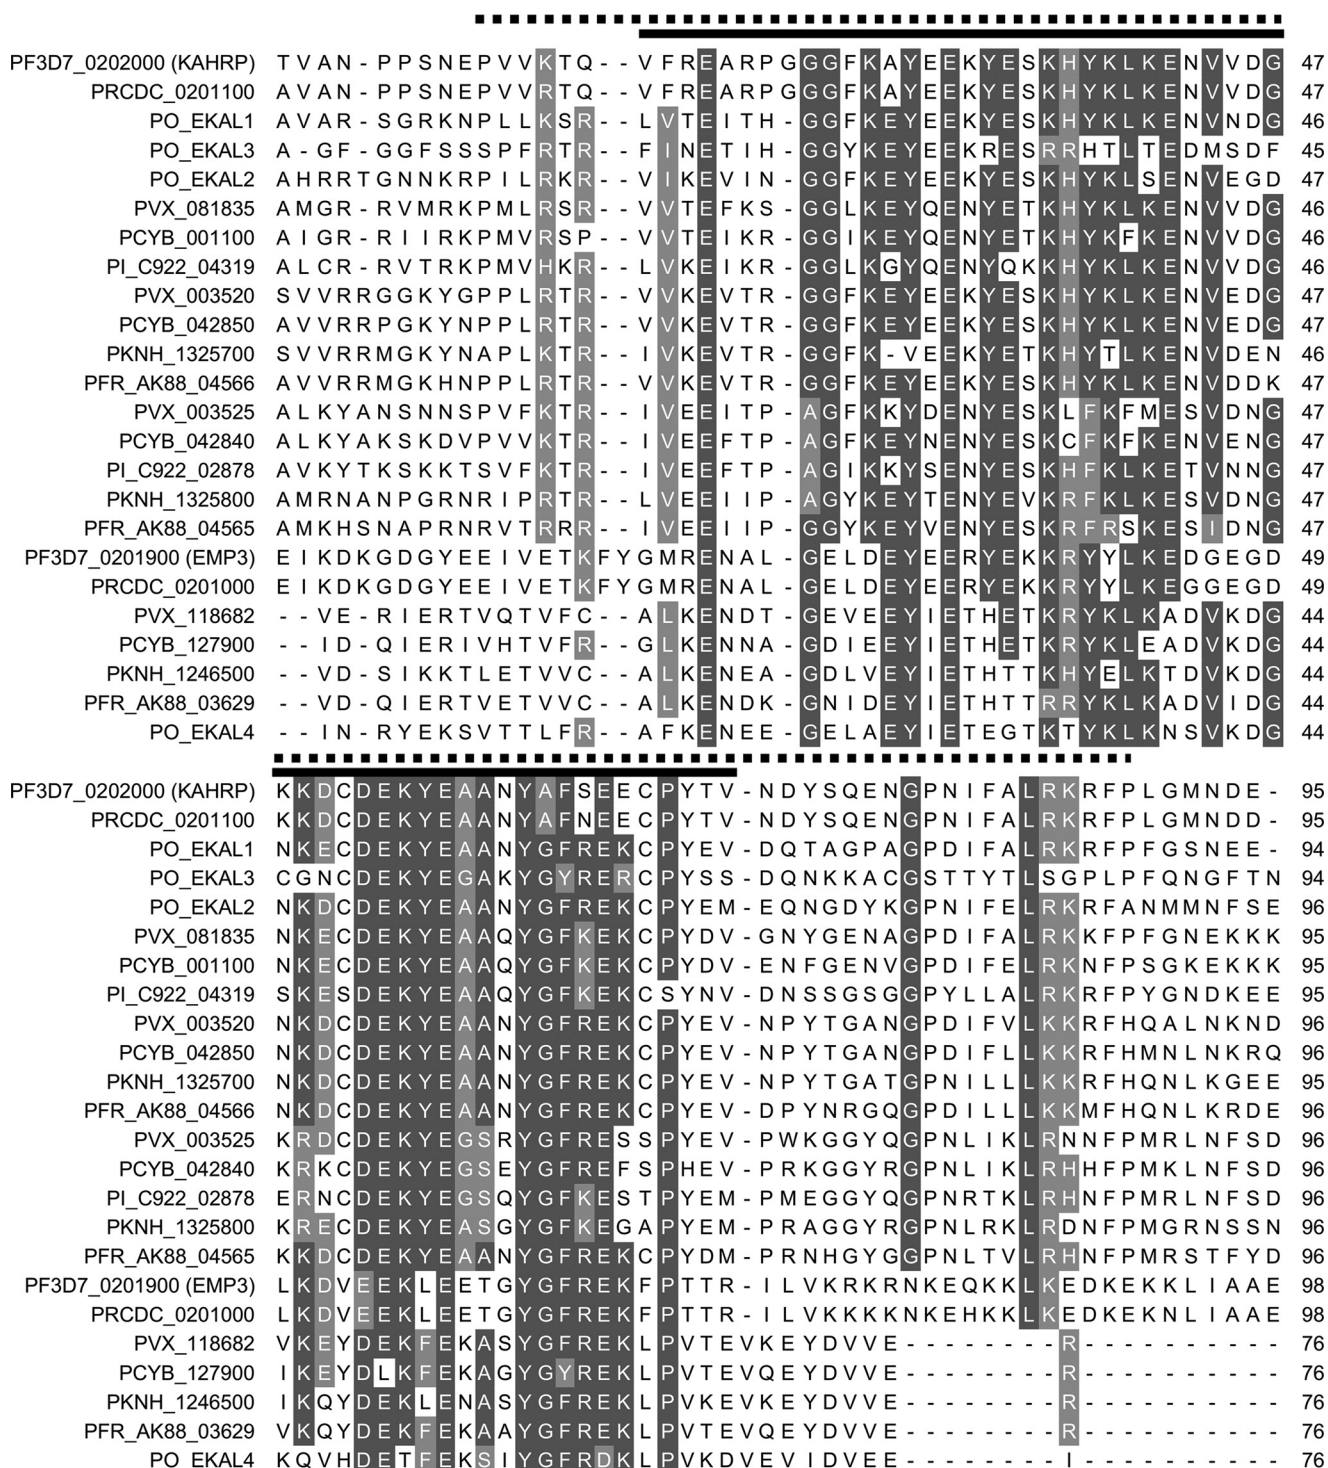 PF3D7_0202000 (KAHRP) TVAN-PPSNEPVVKTQ--VFREARPGGGFKAYEEKYESKHYKLKENVVDG 47
PRCDC_0201100 AVAN-PPSNEPVVRTQ--VFREARPGGGFKAYEEKYESKHYKLKENVVDG 47
PO_EKAL1 AVAR-SGRKNPLLKSR--LVTEITH-GGFKEYEEKYESKHYKLKENVNDG 46
PO_EKAL3 A-GF-GGFSSSPFRTR--FINETIH-GGYKEYEEKRESRRHTLTEDMSDF 45
PO_EKAL2 AHRRTGNNKRPILRKR--VIKEVIN-GGFKEYEEKYESKHYKLSENVEGD 47
PVX_081835 AMGR-RVMRKPMLRSR--VVTEFKS-GGLKEYQENYETKHYKLKENVVDG 46
PCYB_001100 AIGR-RIIRKPMVRSP--VVTEIKR-GGIKEYQENYETKHYKFKENVVDG 46
PI_C922_04319 ALCR-RVTRKPMVHKR--LVKEIKR-GGLKGYQENYQKKHYKLKENVVDG 46
PVX_003520 SVVRRGGKYGPPLRTR--VVKEVTR-GGFKEYEEKYESKHYKLKENVEDG 47
PCYB_042850 AVVRRPGKYNPPLRTR--VVKEVTR-GGFKEYEEKYESKHYKLKENVEDG 47
PKNH_1325700 SVVRRMGKYNAPLKTR--IVKEVTR-GGFK-VEEKYETKHYTLKENVDEN 46
PFR_AK88_04566 AVVRRMGKHNPPLRTR--VVKEVTR-GGFKEYEEKYESKHYKLKENVDDK 47
PVX_003525 ALKYANSNNSPVFKTR--IVEEITP-AGFKKYDENYESKLFKFMESVDNG 47
PCYB_042840 ALKYAKSKDVPVVKTR--IVEEFTP-AGFKEYNENYESKCFKFKENVENG 47
PI_C922_02878 AVKYTKSKKTSVFKTR--IVEEFTP-AGIKKYSENYESKHFKLKETVNNG 47
PKNH_1325800 AMRNANPGRNRIPRTR--LVEEIIP-AGYKEYTENYEVKRFKLKESVDNG 47
PFR_AK88_04565 AMKHSNAPRNRVTRRR--IVEEIIP-GGYKEYVENYESKRFRSKESIDNG 47
PF3D7_0201900 (EMP3) EIKDKGDGYEEIVETKFYGMRENAL-GELDEYEERYEKKRYYLKEDGEGD 49
PRCDC_0201000 EIKDKGDGYEEIVETKFYGMRENAL-GELDEYEERYEKKRYYLKEGGEGD 49
PVX_118682 --VE-RIERTVQTVFC--ALKENDT-GEVEEYIETHETKRYKLKADVKDG 44
PCYB_127900 --ID-QIERIVHTVFR--GLKENNA-GDIEEYIETHETKRYKLEADVKDG 44
PKNH_1246500 --VD-SIKKTLETVVC--ALKENEA-GDLVEYIETHTTKHYELKTDVKDG 44
PFR_AK88_03629 --VD-QIERTVETVVC--ALKENDK-GNIDEYIETHTTRRYKLKADVIDG 44
PO_EKAL4 --IN-RYEKSVTTLFR--AFKENEE-GELAEYIETEGTKTYKLKNSVKDG 44
PF3D7_0202000 (KAHRP) KKDCDEKYEAANYAFSEECPYTV-NDYSQENGPNIFALRKRFPLGMNDE- 95
PRCDC_0201100 KKDCDEKYEAANYAFNEECPYTV-NDYSQENGPNIFALRKRFPLGMNDD- 95
PO_EKAL1 NKECDEKYEAANYGFREKCPYEV-DQTAGPAGPDIFALRKRFPFGSNEE- 94
PO_EKAL3 CGNCDEKYEGAKYGYRERCPYSS-DQNKKACGSTTYTLSGPLPFQNGFTN 94
PO_EKAL2 NKDCDEKYEAANYGFREKCPYEM-EQNGDYKGPNIFELRKRFANMMNFSE 96
PVX_081835 NKECDEKYEAAQYGFKEKCPYDV-GNYGENAGPDIFALRKKFPFGNEKKK 95
PCYB_001100 NKECDEKYEAAQYGFKEKCPYDV-ENFGENVGPDIFELRKNFPSGKEKKK 95
PI_C922_04319 SKESDEKYEAAQYGFKEKCSYNV-DNSSGSGGPYLLALRKRFPYGNDKEE 95
PVX_003520 NKDCDEKYEAANYGFREKCPYEV-NPYTGANGPDIFVLKKRFHQALNKND 96
PCYB_042850 NKDCDEKYEAANYGFREKCPYEV-NPYTGANGPDIFLLKKRFHMNLNKRQ 96
PKNH_1325700 NKDCDEKYEAANYGFREKCPYEV-NPYTGATGPNILLLKKRFHQNLKGEE 95
PFR_AK88_04566 NKDCDEKYEAANYGFREKCPYEV-DPYNRGQGPDILLLKKMFHQNLKRDE 96
PVX_003525 KRDCDEKYEGSRYGFRESSPYEV-PWKGGYQGPNLIKLRNNFPMRLNFSD 96
PCYB_042840 KRKCDEKYEGSEYGFREFSPHEV-PRKGGYRGPNLIKLRHHFPMKLNFSD 96
PI_C922_02878 ERNCDEKYEGSQYGFKESTPYEM-PMEGGYQGPNRTKLRHNFPMRLNFSD 96
PKNH_1325800 KRECDEKYEASGYGFKEGAPYEM-PRAGGYRGPNLRKLRDNFPMGRNSSN 96
PFR_AK88_04565 KKDCDEKYEAANYGFREKCPYDM-PRNHGYGGPNLTVLRHNFPMRSTFYD 96
PF3D7_0201900 (EMP3) LKDVEEKLEETGYGFREKFPTTR-ILVKRKRNKEQKKLKEDKEKKLIAAE 98
PRCDC_0201000 LKDVEEKLEETGYGFREKFPTTR-ILVKKKKNKEHKKLKEDKEKNLIAAE 98
PVX_118682 VKEYDEKFEKASYGFREKLPVTEVKEYDVVE--------R---------- 76
PCYB_127900 IKEYDLKFEKAGYGYREKLPVTEVQEYDVVE--------R---------- 76
PKNH_1246500 IKQYDEKLENASYGFREKLPVKEVKEYDVVE--------R---------- 76
PFR_AK88_03629 VKQYDEKFEKAAYGFREKLPVTEVQEYDVVE--------R---------- 76
PO_EKAL4 KQVHDETFEKSIYGFRDKLPVKDVEVIDVEE--------I---------- 76